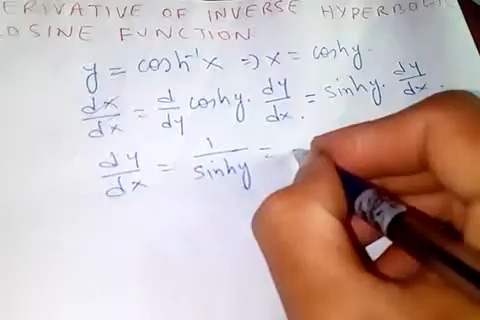 ERIVATIVE OF INVERSE HYPERBOLIC
OSINE FUNCTION
y = cosh⁻¹x ⇒ x = coshy.
dx/dx = d/dy coshy. dy/dx = sinhy. dy/dx.
dy/dx = 1/sinhy =